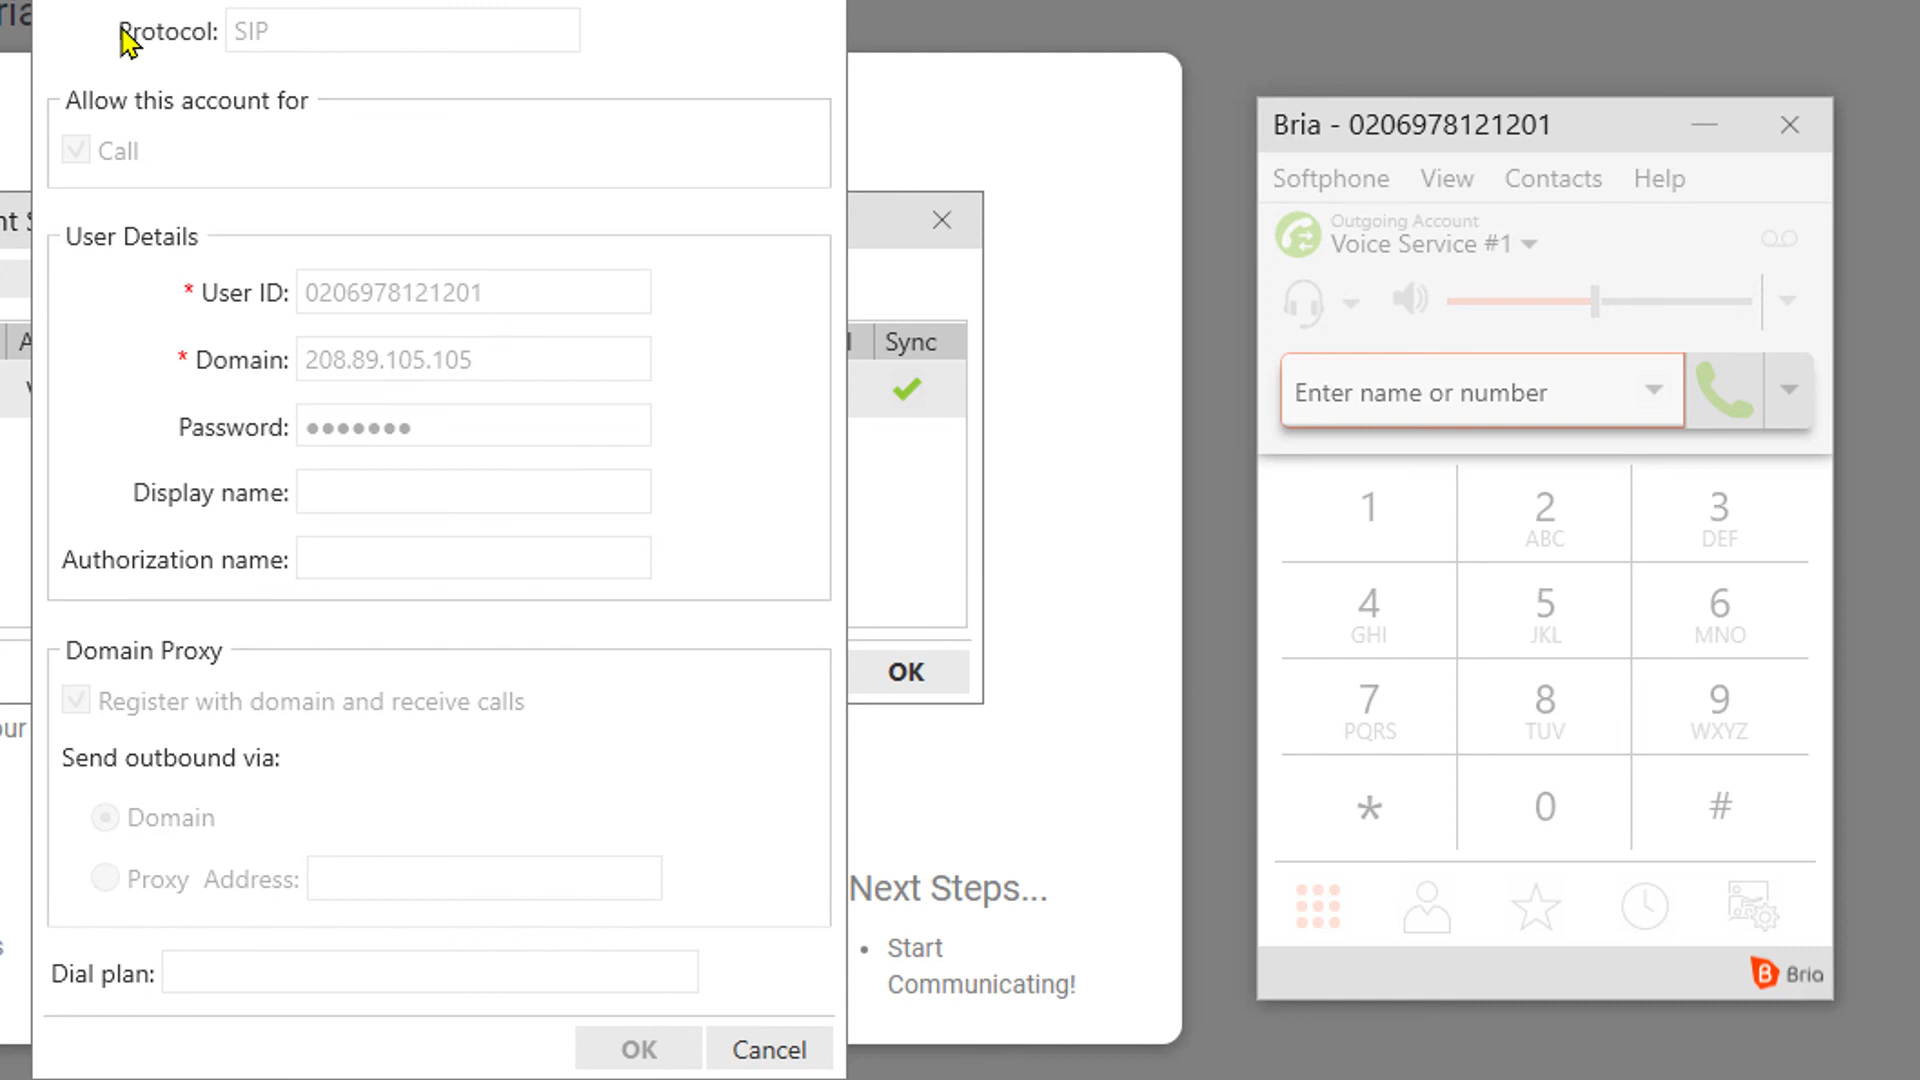 Protocol: SIP
Allow this account for
Call
User Details
* User ID: 0206978121201
* Domain: 208.89.105.105
Password: ●●●●●●●
Display name:
Authorization name:
Domain Proxy
Register with domain and receive calls
Send outbound via:
Domain
Proxy Address:
Dial plan:
OK Cancel
Sync
OK
Next Steps...
• Start
Communicating!
Bria - 0206978121201
Softphone View Contacts Help
Outgoing Account
Voice Service #1
Enter name or number
1 2 3
ABC DEF
4 5 6
GHI JKL MNO
7 8 9
PQRS TUV WXYZ
* 0 #
Bria